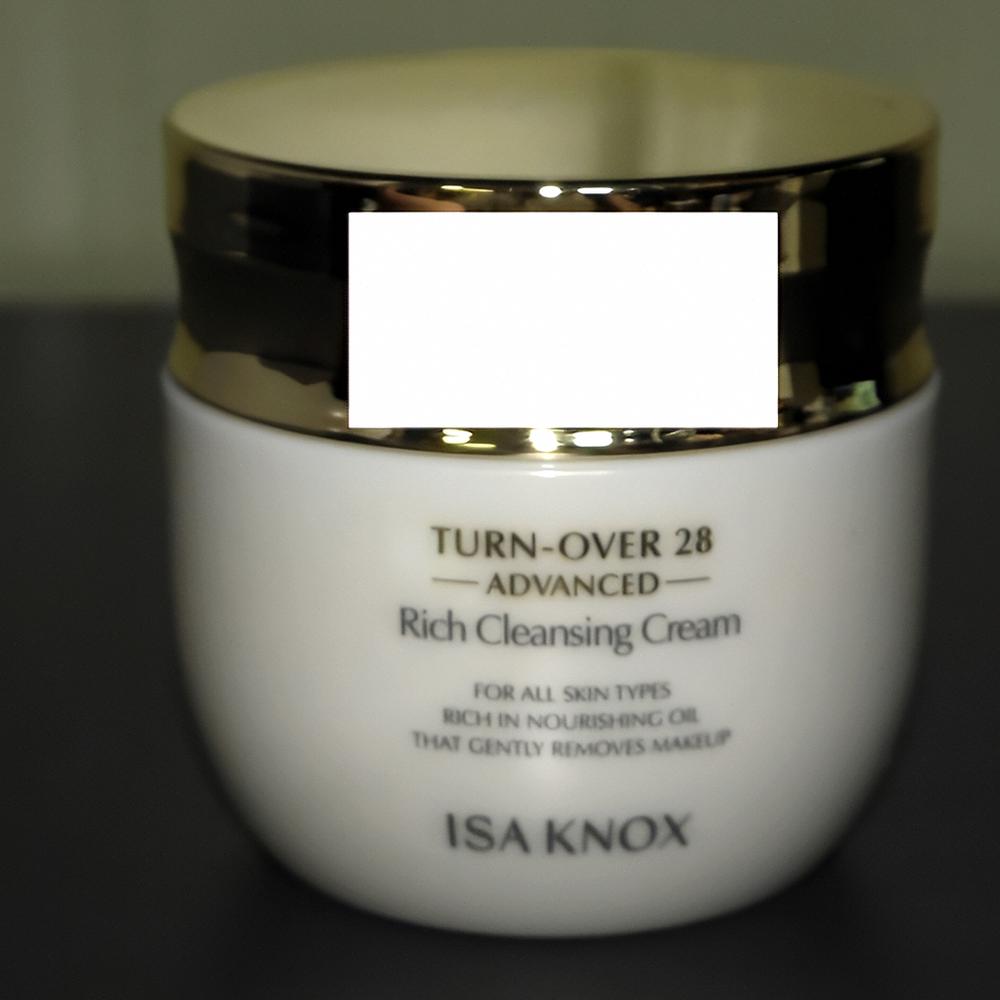 TURN-OVER 28
ADVANCED
Rich Cleansing Cream
FOR ALL SKIN TYPES
RICH IN NOURISHING OIL
THAT GENTLY REMOVES MAKEUP
ISA KNOX